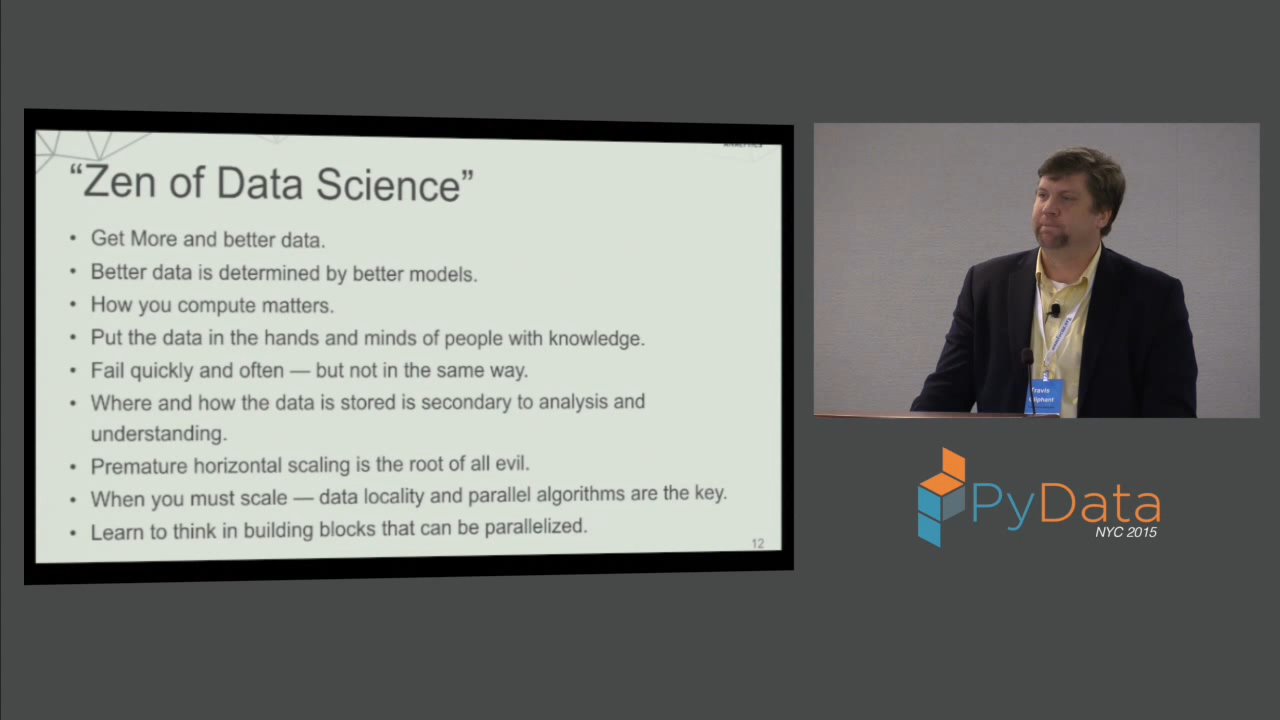 ANALYTICS
“Zen of Data Science”
• Get More and better data.
• Better data is determined by better models.
• How you compute matters.
• Put the data in the hands and minds of people with knowledge.
• Fail quickly and often — but not in the same way.
• Where and how the data is stored is secondary to analysis and
understanding.
• Premature horizontal scaling is the root of all evil.
• When you must scale — data locality and parallel algorithms are the key.
• Learn to think in building blocks that can be parallelized.
12
Travis
Oliphant
PyData
NYC 2015